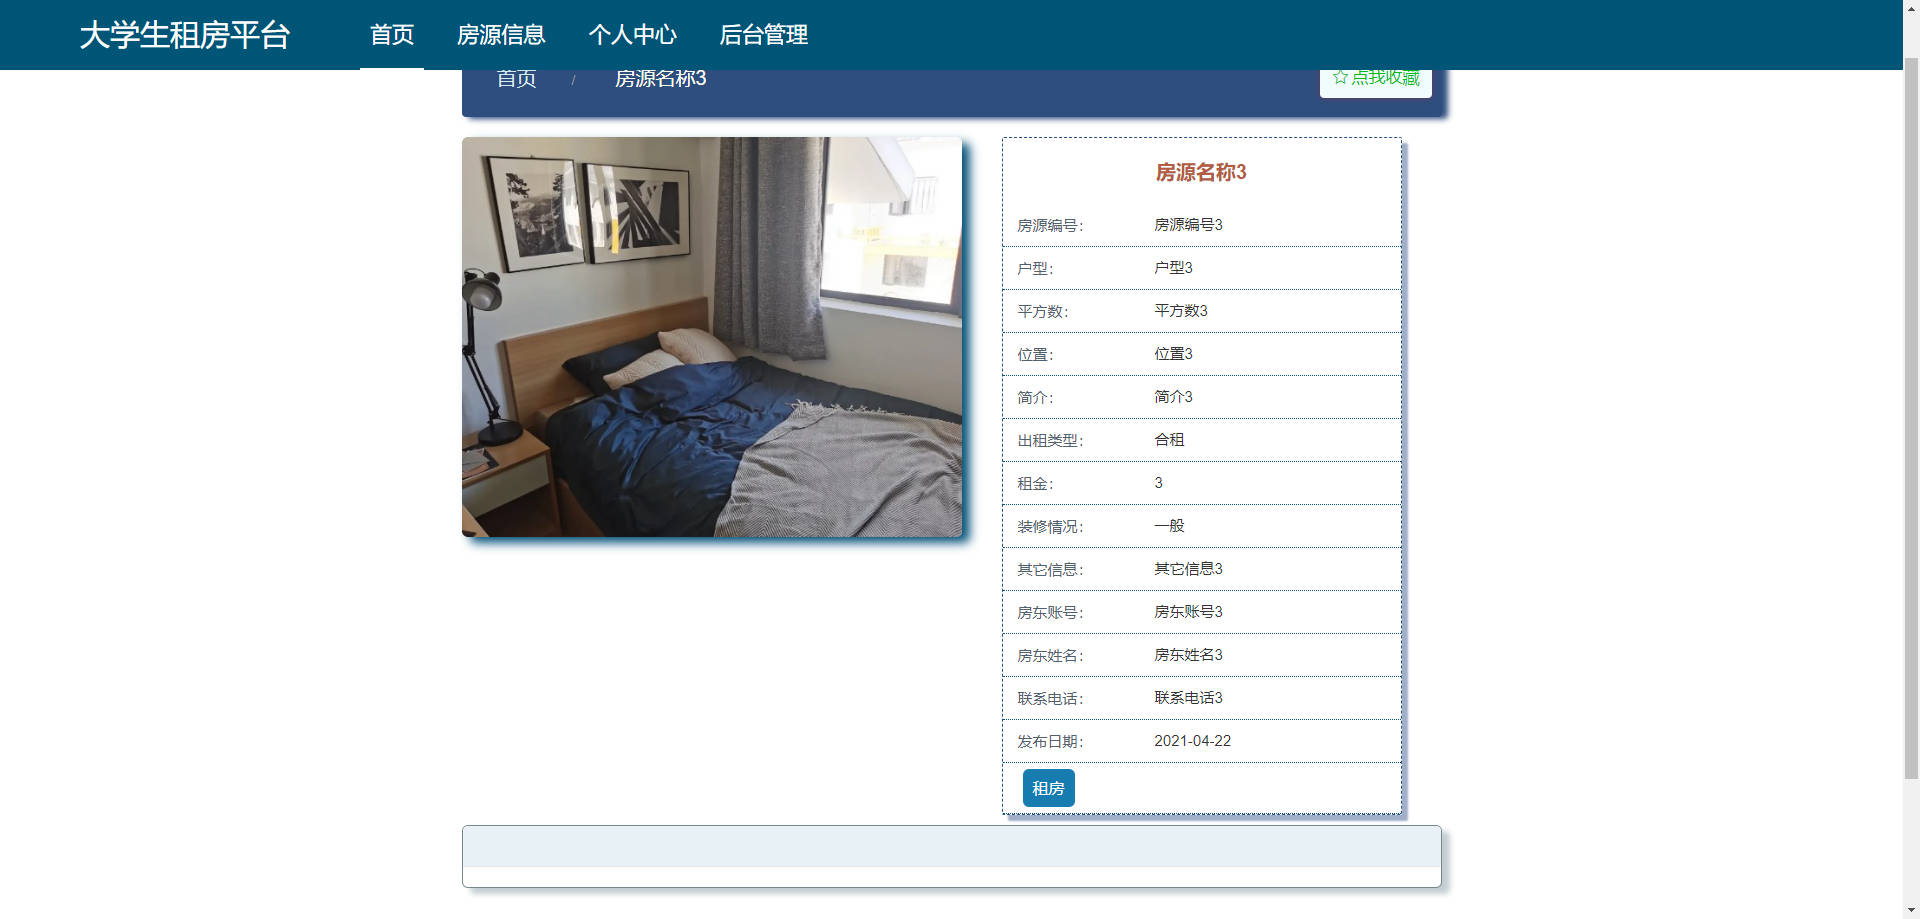 大学生租房平台 首页 房源信息 个人中心 后台管理
首页 / 房源名称3 ☆点我收藏
房源名称3
房源编号: 房源编号3
户型: 户型3
平方数: 平方数3
位置: 位置3
简介: 简介3
出租类型: 合租
租金: 3
装修情况: 一般
其它信息: 其它信息3
房东账号: 房东账号3
房东姓名: 房东姓名3
联系电话: 联系电话3
发布日期: 2021-04-22
租房